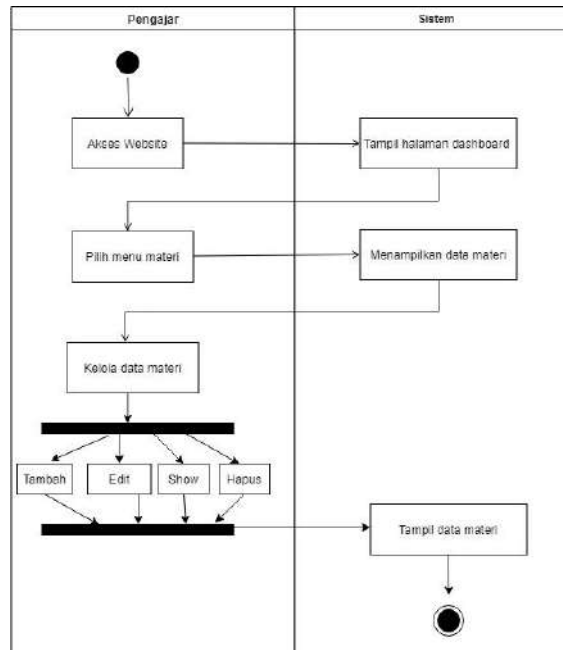 Pengajar
Sistem
Akses Website
Tampil halaman dashboard
Pilih menu materi
Menampilkan data materi
Kelola data materi
Tambah
Edit
Show
Hapus
Tampil data materi